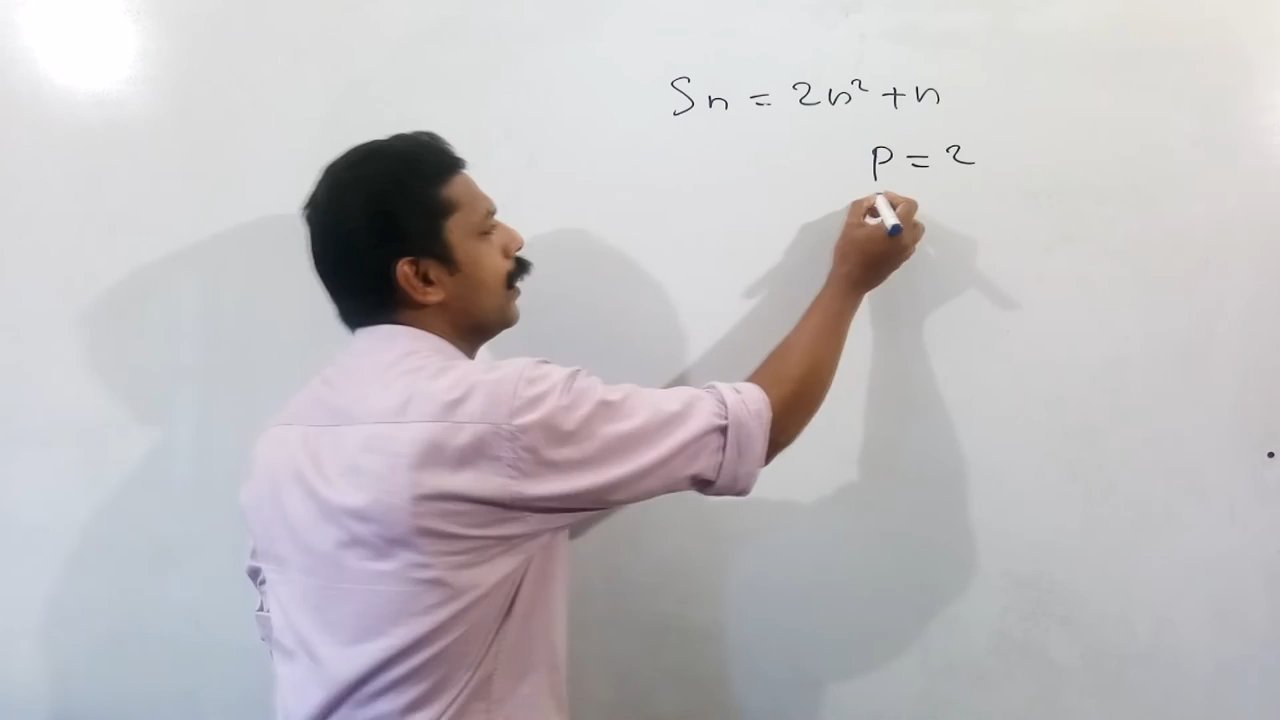 Sn = 2n² + n
P = 2